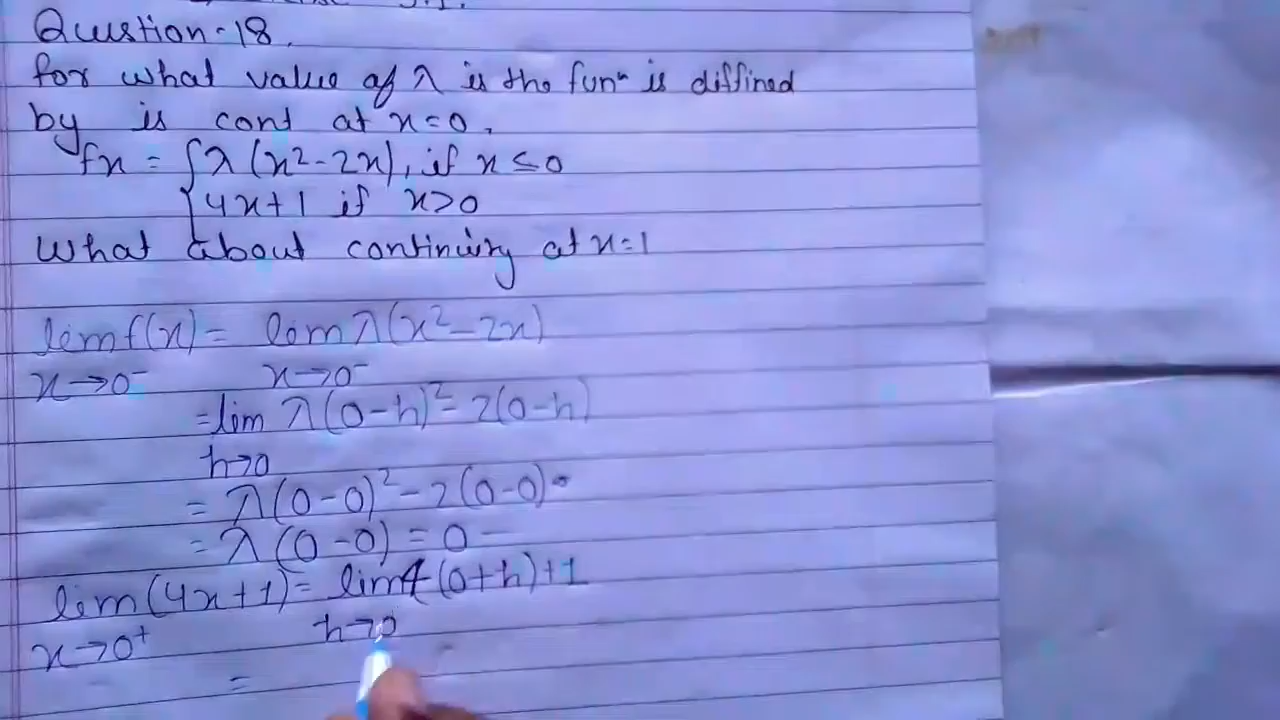 Question-18.
for what value of λ is the funⁿ is diffined
by is cont at x=0.
fx = { λ(x²-2x), if x ≤ 0
4x+1 if x>0
What about continiry at x=1
lim f(x) = lim λ(x²-2x)
x→0⁻ x→0⁻
=lim λ(0-h)²-2(0-h)
h→0
= λ(0-0)²-2(0-0)
= λ(0-0) = 0
lim(4x+1)= lim4(0+h)+1
x→0⁺ h→0
=